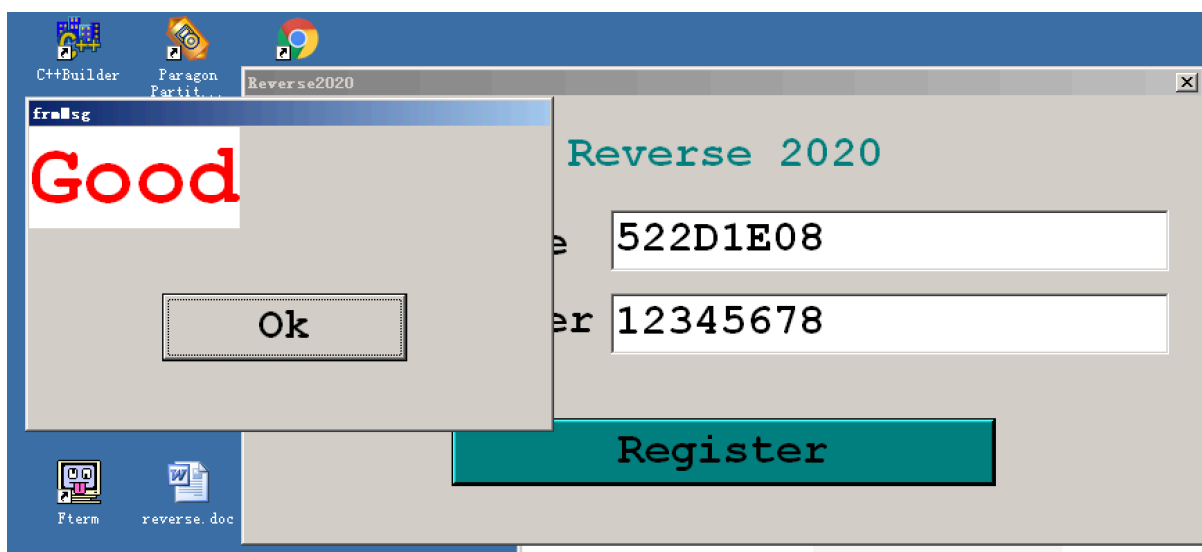 C++Builder
Paragon
Partit...
Reverse2020
frmMsg
Good
Ok
Reverse 2020
e
522D1E08
er
12345678
Register
Fterm
reverse.doc